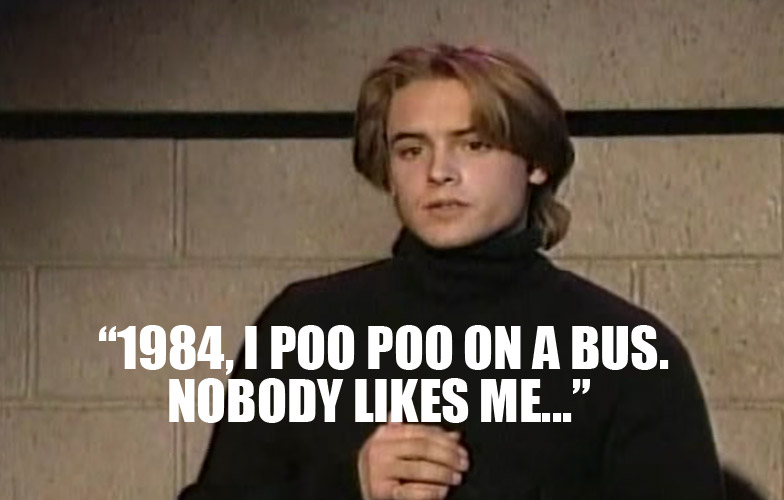 “1984, I POO POO ON A BUS.
NOBODY LIKES ME...”